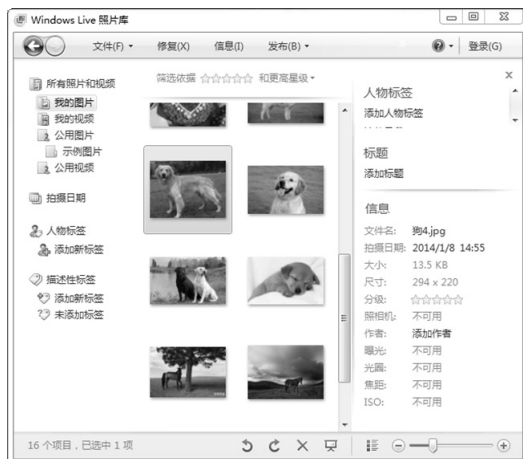 Windows Live 照片库
文件(F) 修复(X) 信息(I) 发布(B) 登录(G)
所有照片和视频
我的图片
我的视频
公用图片
示例图片
公用视频
拍摄日期
人物标签
添加新标签
描述性标签
添加新标签
未添加标签
筛选依据 和更高星级
人物标签
添加人物标签
标题
添加标题
信息
文件名: 狗4.jpg
拍摄日期: 2014/1/8 14:55
大小: 13.5 KB
尺寸: 294 x 220
分级:
照相机: 不可用
作者: 添加作者
曝光: 不可用
光圈: 不可用
焦距: 不可用
ISO: 不可用
16 个项目，已选中 1 项